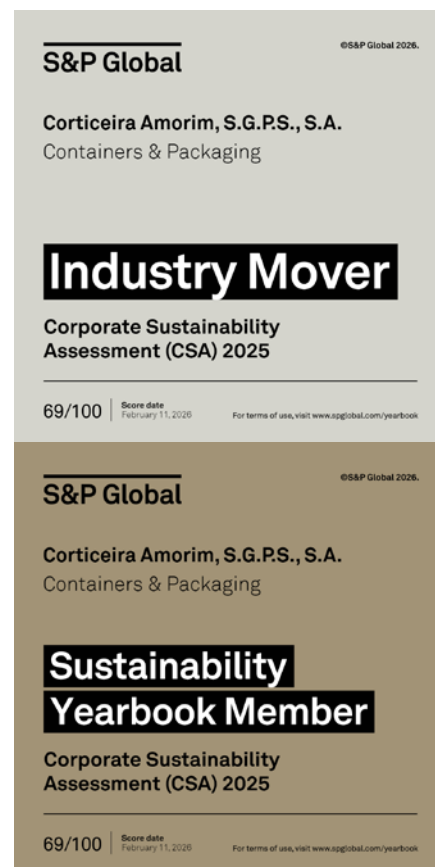 S&P Global
©S&P Global 2026.
Corticeira Amorim, S.G.P.S., S.A.
Containers & Packaging
Industry Mover
Corporate Sustainability
Assessment (CSA) 2025
69/100
Score date
February 11, 2026
For terms of use, visit www.spglobal.com/yearbook
S&P Global
©S&P Global 2026.
Corticeira Amorim, S.G.P.S., S.A.
Containers & Packaging
Sustainability
Yearbook Member
Corporate Sustainability
Assessment (CSA) 2025
69/100
Score date
February 11, 2026
For terms of use, visit www.spglobal.com/yearbook